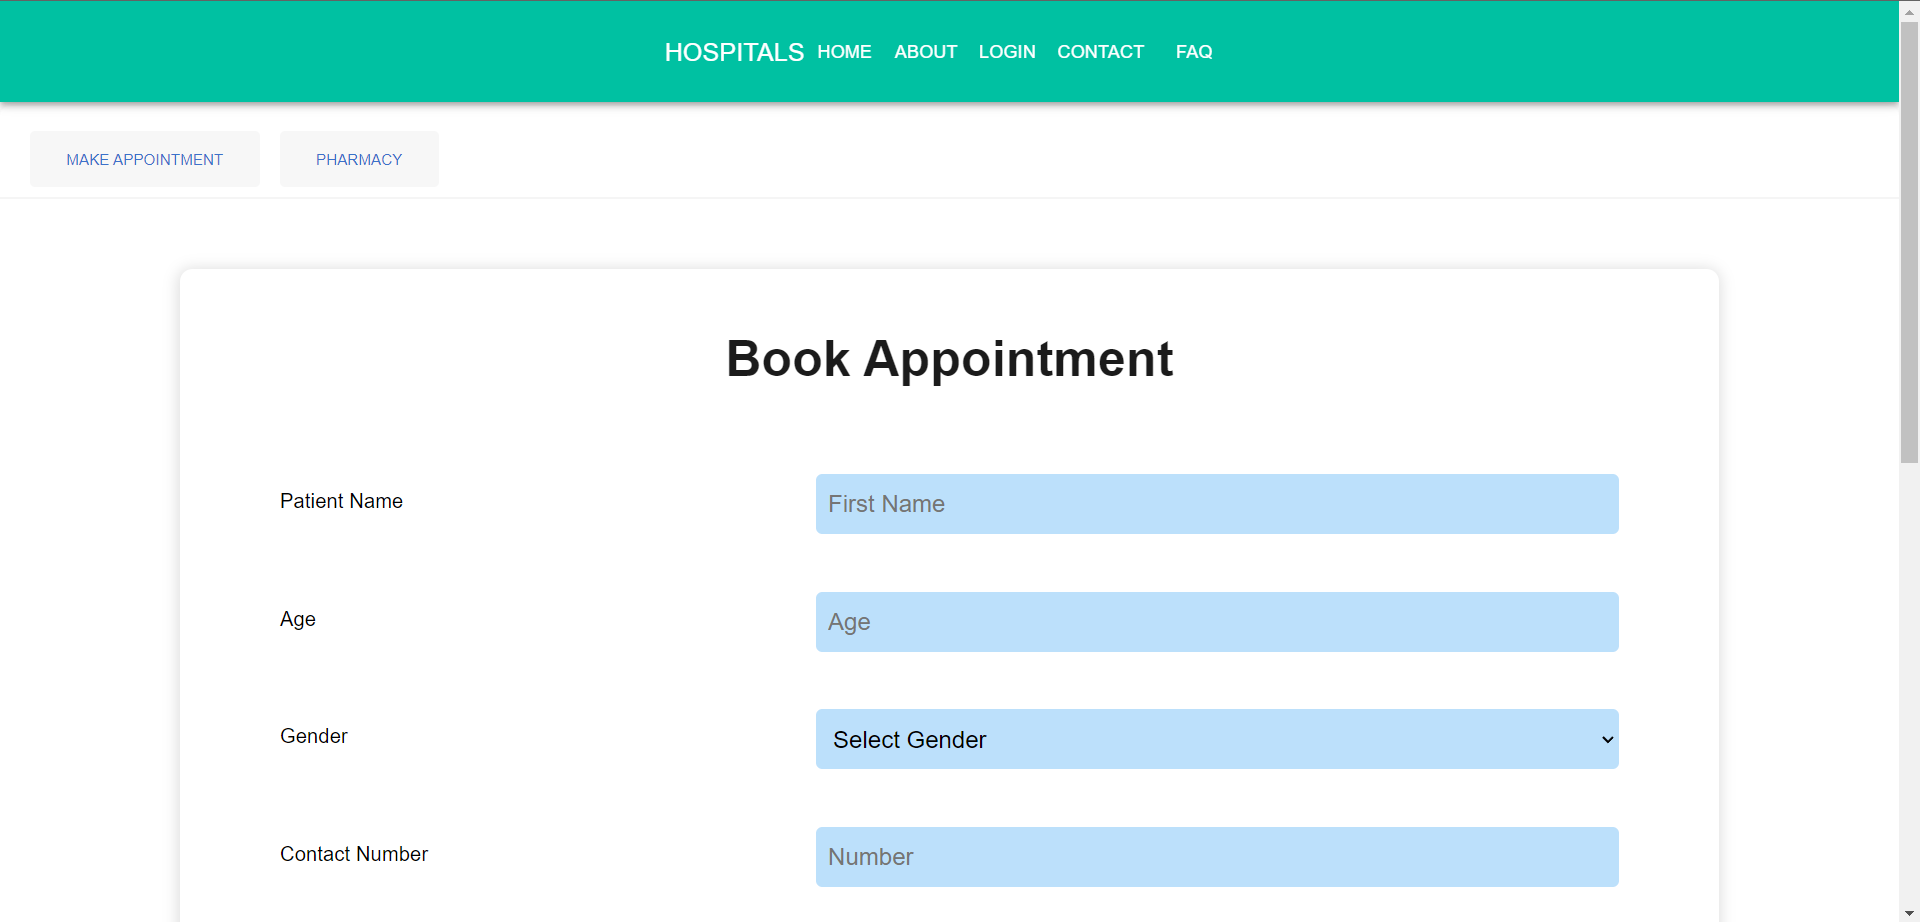 HOSPITALS HOME ABOUT LOGIN CONTACT FAQ
MAKE APPOINTMENT PHARMACY
Book Appointment
Patient Name First Name
Age Age
Gender Select Gender
Contact Number Number